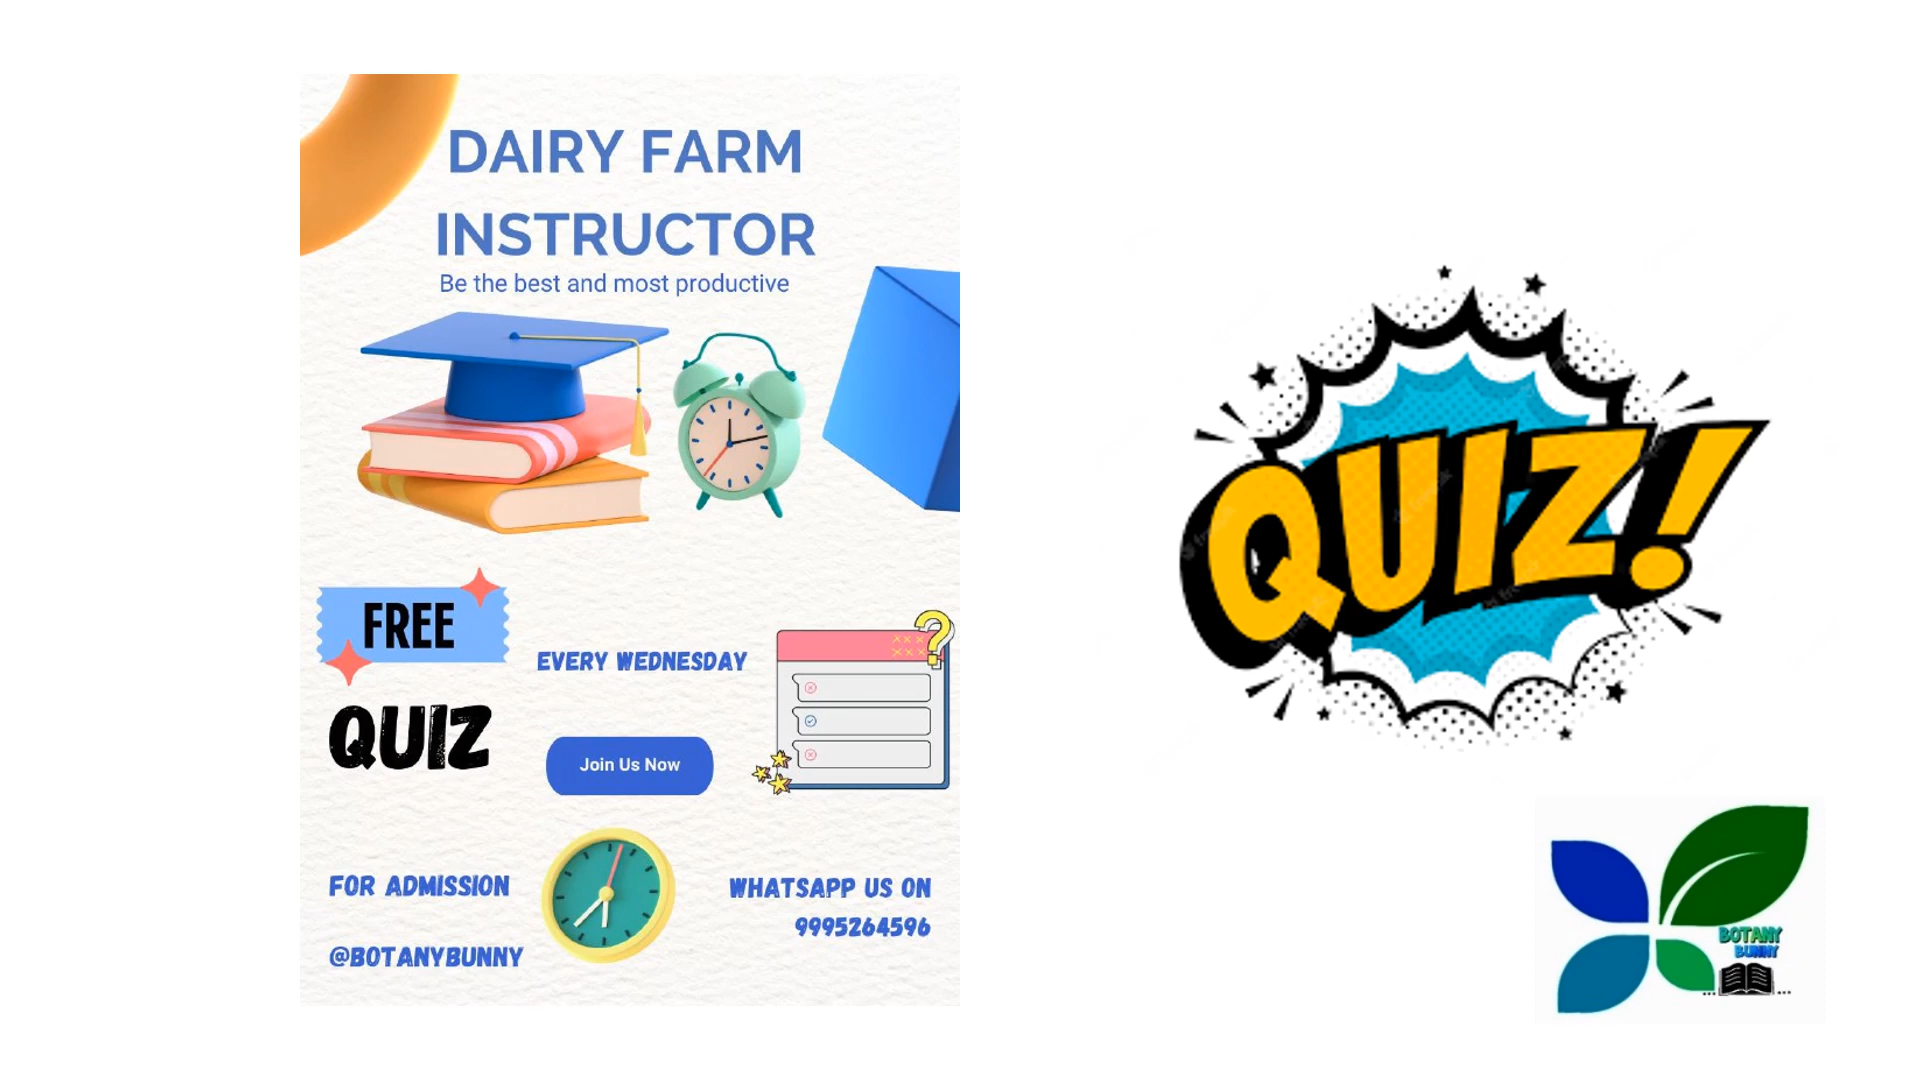 DAIRY FARM
INSTRUCTOR
Be the best and most productive
FREE
QUIZ
EVERY WEDNESDAY
Join Us Now
FOR ADMISSION
@BOTANYBUNNY
WHATSAPP US ON
9995264596
QUIZ!
BOTANY
BUNNY